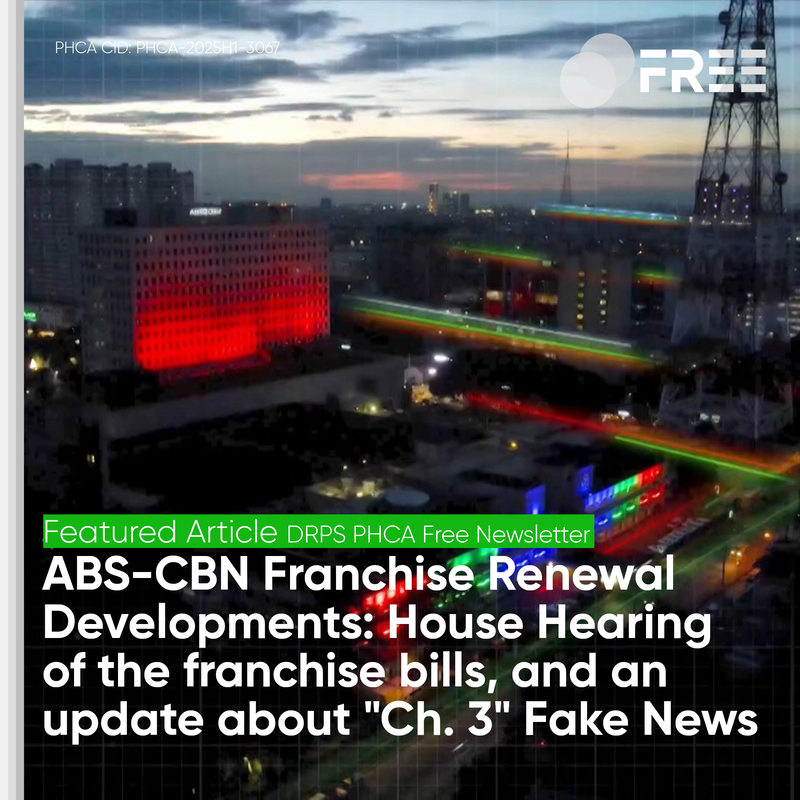 PHCA CID: PHCA-2025H1-3067
FREE
Featured Article DRPS PHCA Free Newsletter
ABS-CBN Franchise Renewal
Developments: House Hearing
of the franchise bills, and an
update about "Ch. 3" Fake News